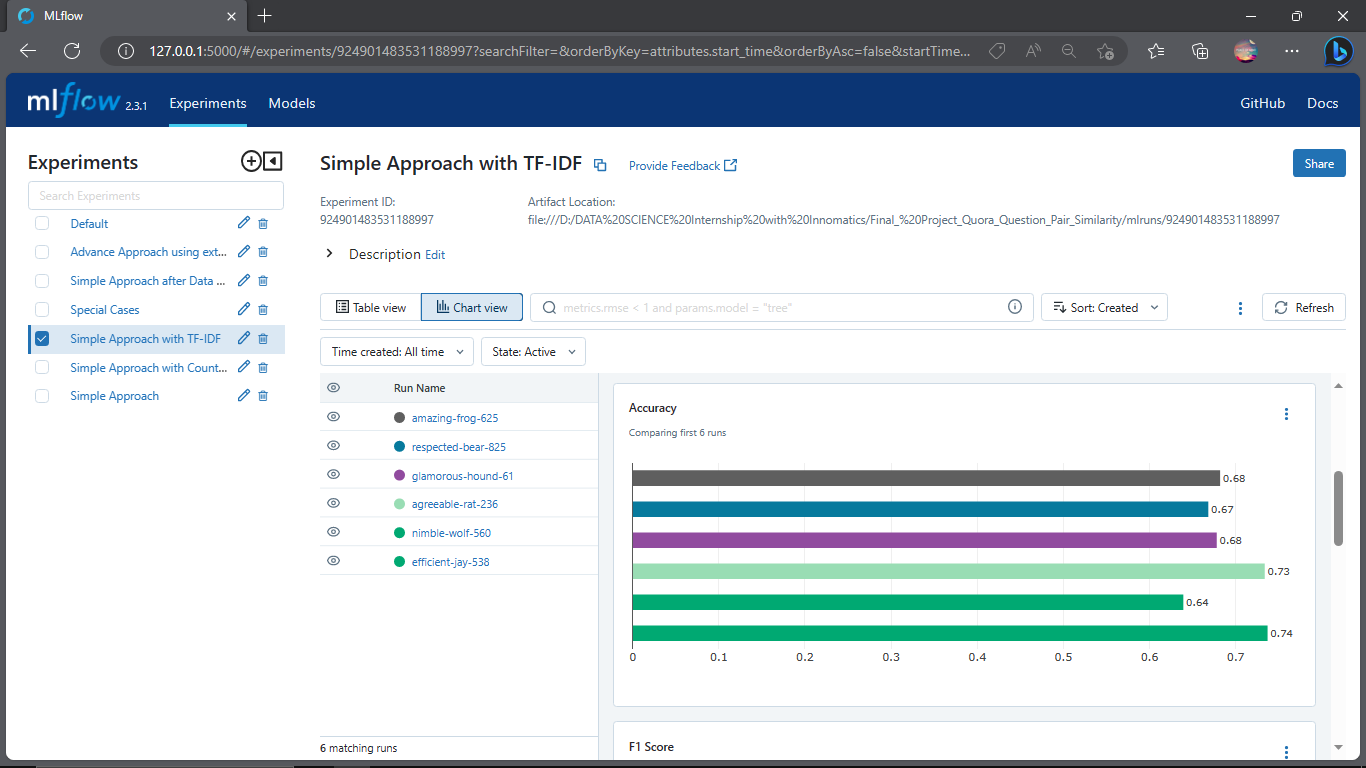 MLflow
127.0.0.1:5000/#/experiments/924901483531188997?searchFilter=&orderByKey=attributes.start_time&orderByAsc=false&startTime...
mlflow 2.3.1 Experiments Models GitHub Docs
Experiments
Search Experiments
Default
Advance Approach using ext...
Simple Approach after Data ...
Special Cases
Simple Approach with TF-IDF
Simple Approach with Count...
Simple Approach
Simple Approach with TF-IDF Provide Feedback Share
Experiment ID: Artifact Location:
924901483531188997 file:///D:/DATA%20SCIENCE%20Internship%20with%20Innomatics/Final_%20Project_Quora_Question_Pair_Similarity/mlruns/924901483531188997
Description Edit
Table view Chart view metrics.rmse < 1 and params.model = "tree" Sort: Created Refresh
Time created: All time State: Active
Run Name
amazing-frog-625
respected-bear-825
glamorous-hound-61
agreeable-rat-236
nimble-wolf-560
efficient-jay-538
6 matching runs
Accuracy
Comparing first 6 runs
0.68
0.67
0.68
0.73
0.64
0.74
0 0.1 0.2 0.3 0.4 0.5 0.6 0.7
F1 Score